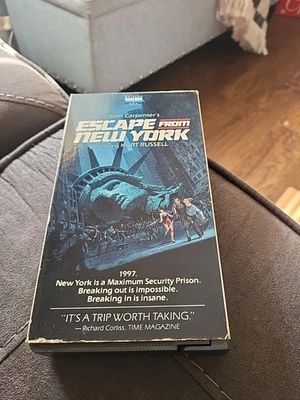 John Carpenter's
ESCAPE FROM
NEW YORK
KURT RUSSELL
1997.
New York is a Maximum Security Prison.
Breaking out is impossible.
Breaking in is insane.
"IT'S A TRIP WORTH TAKING."
—Richard Corliss, TIME MAGAZINE